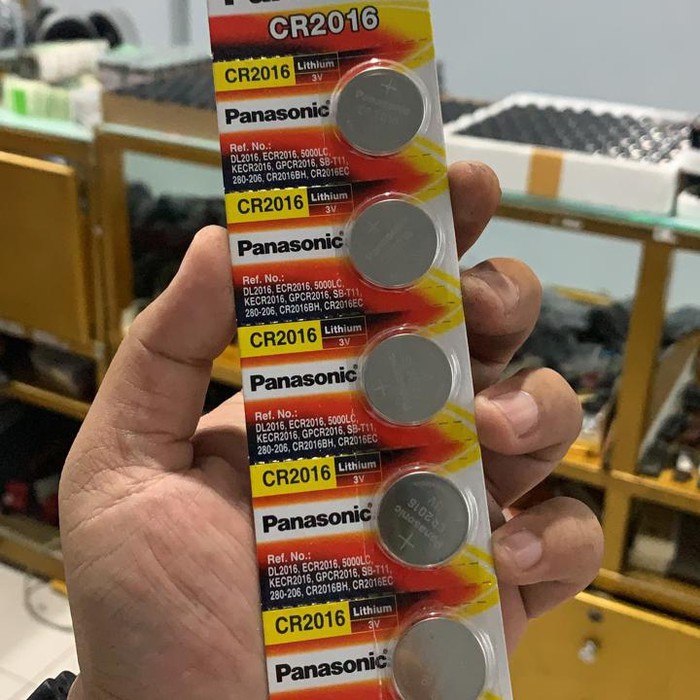 CR2016
CR2016 Lithium 3V
Panasonic
Ref. No.:
DL2016, ECR2016, 5000LC,
KECR2016, GPCR2016, SB-T11,
280-206, CR2016BH, CR2016EC
CR2016 Lithium 3V
Panasonic
Ref. No.:
DL2016, ECR2016, 5000LC,
KECR2016, GPCR2016, SB-T11,
280-206, CR2016BH, CR2016EC
CR2016 Lithium 3V
Panasonic
Ref. No.:
DL2016, ECR2016, 5000LC,
KECR2016, GPCR2016, SB-T11,
280-206, CR2016BH, CR2016EC
CR2016 Lithium 3V
Panasonic
Panasonic
Ref. No.:
DL2016, ECR2016, 5000LC,
KECR2016, GPCR2016, SB-T11,
280-206, CR2016BH, CR2016EC
CR2016 Lithium 3V
Panasonic